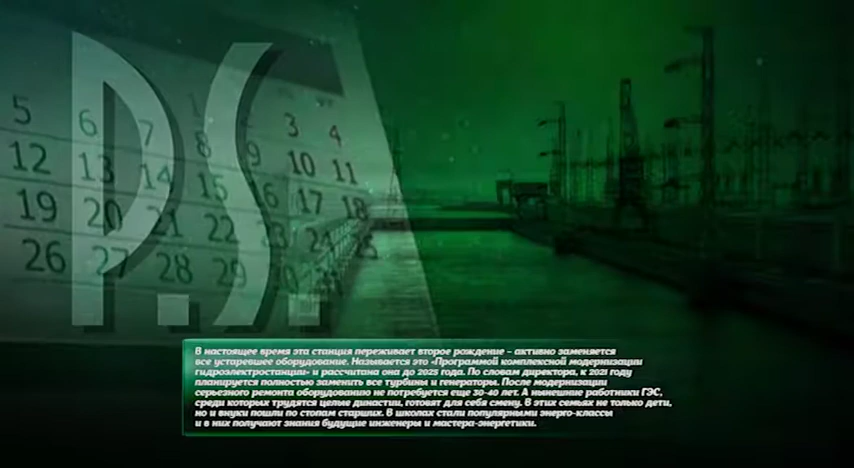 P.S.
1
5 6 7 8 9 3 4
12 13 14 15 16 10 11
19 20 21 22 23 17 18
26 27 28 29 30 24 25
31
В настоящее время эта станция переживает второе рождение – активно заменяется
все устаревшее оборудование. Называется это «Программой комплексной модернизации
гидроэлектростанции» и рассчитана она до 2025 года. По словам директора, к 2021 году
планируется полностью заменить все турбины и генераторы. После модернизации
серьезного ремонта оборудованию не потребуется еще 30-40 лет. А нынешние работники ГЭС,
среди которых трудятся целые династии, готовят для себя смену. В этих семьях не только дети,
но и внуки пошли по стопам старших. В школах стали популярными энерго-классы
и в них получают знания будущие инженеры и мастера-энергетики.